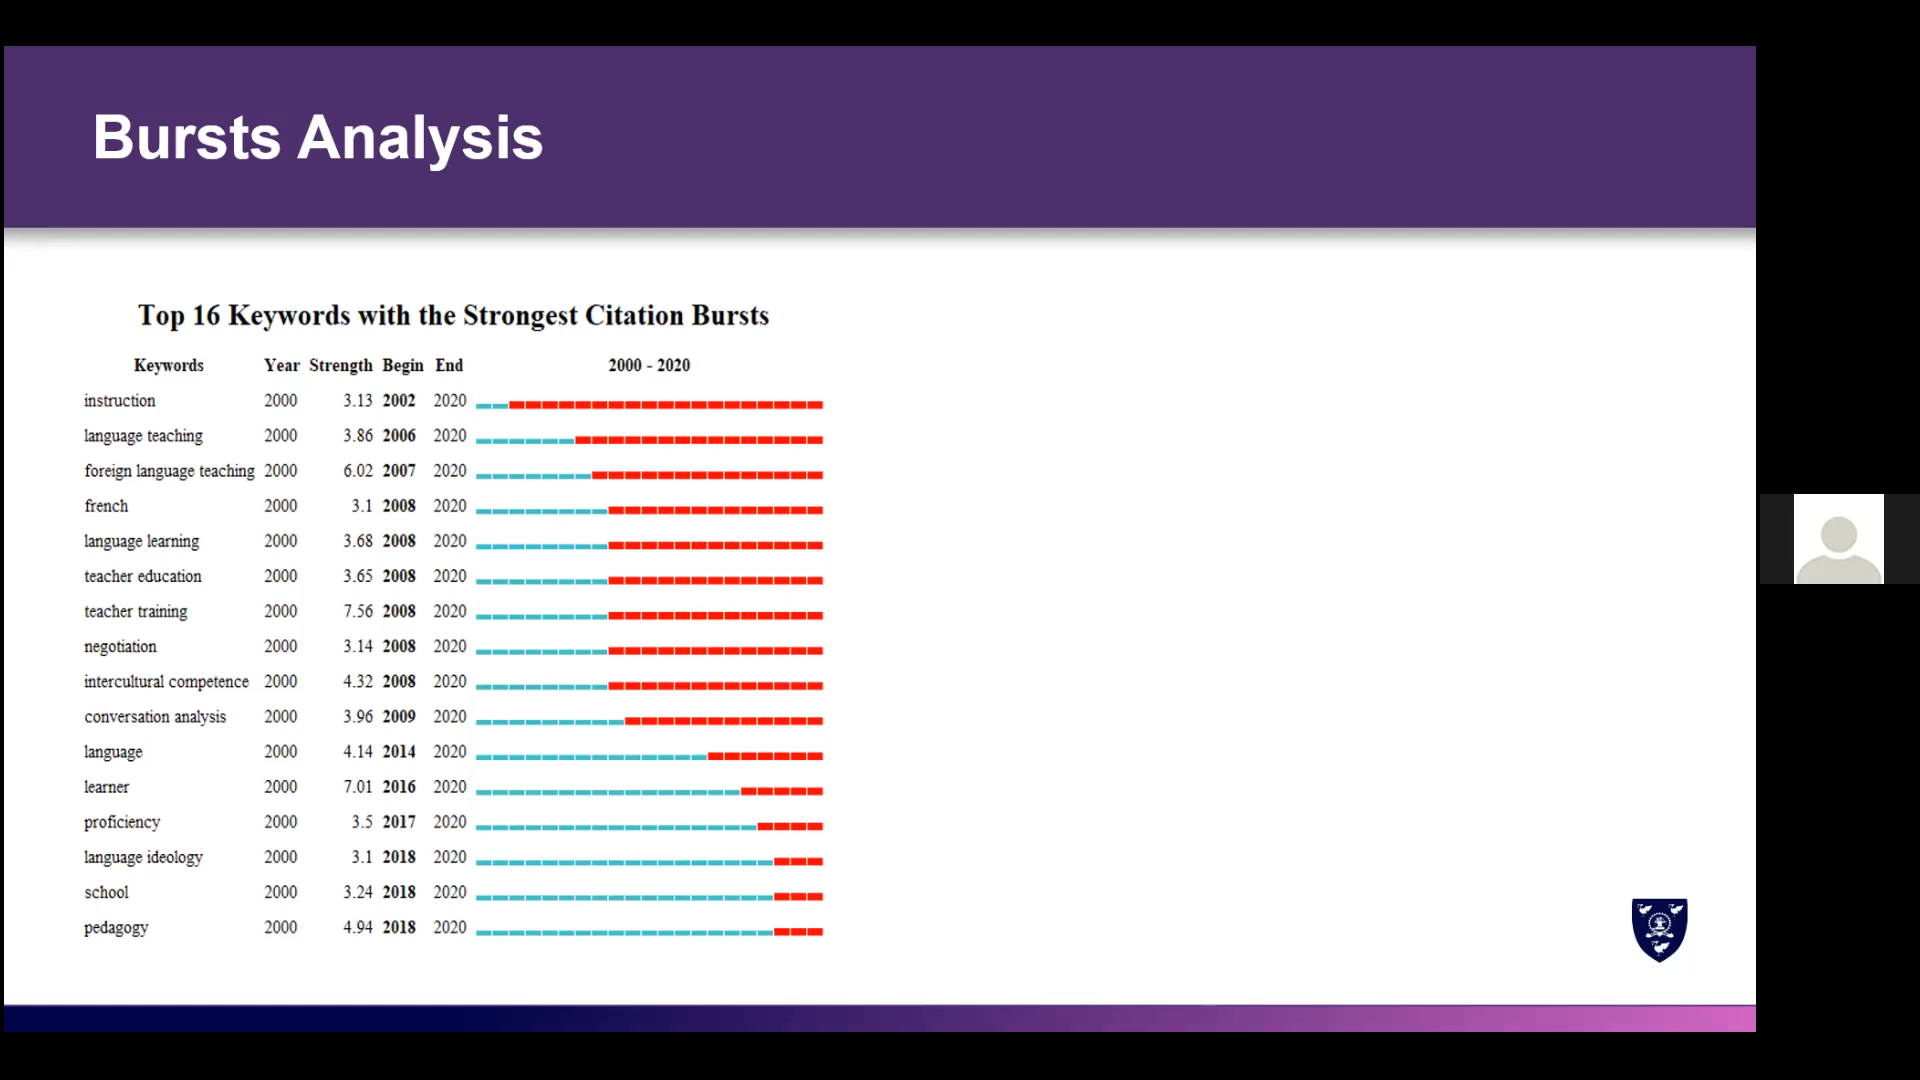 Bursts Analysis
Top 16 Keywords with the Strongest Citation Bursts
Keywords Year Strength Begin End 2000 - 2020
instruction 2000 3.13 2002 2020
language teaching 2000 3.86 2006 2020
foreign language teaching 2000 6.02 2007 2020
french 2000 3.1 2008 2020
language learning 2000 3.68 2008 2020
teacher education 2000 3.65 2008 2020
teacher training 2000 7.56 2008 2020
negotiation 2000 3.14 2008 2020
intercultural competence 2000 4.32 2008 2020
conversation analysis 2000 3.96 2009 2020
language 2000 4.14 2014 2020
learner 2000 7.01 2016 2020
proficiency 2000 3.5 2017 2020
language ideology 2000 3.1 2018 2020
school 2000 3.24 2018 2020
pedagogy 2000 4.94 2018 2020